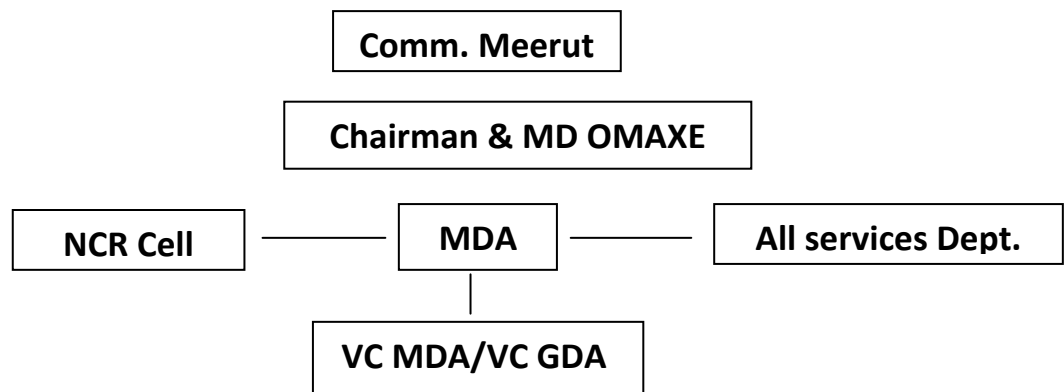 Comm. Meerut
Chairman & MD OMAXE
NCR Cell
MDA
All services Dept.
VC MDA/VC GDA